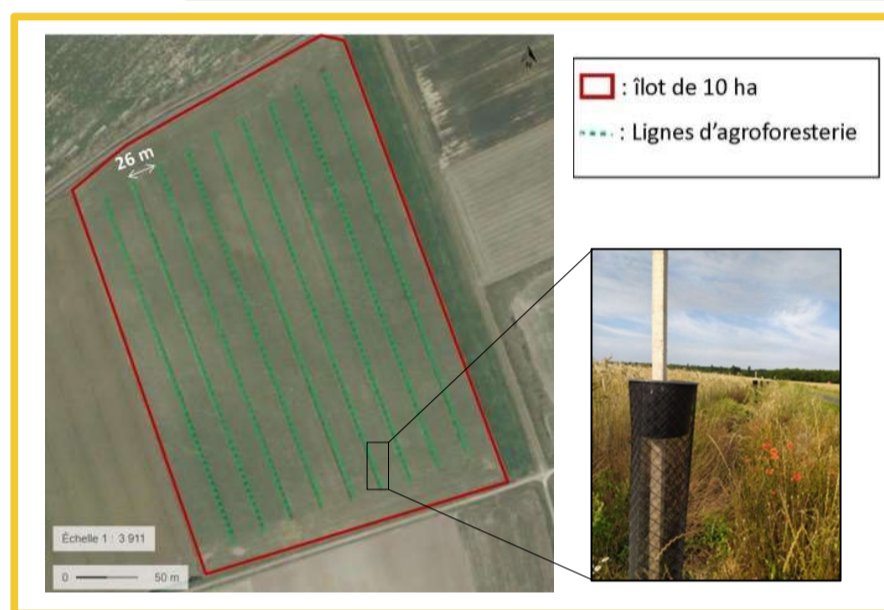 26 m
: îlot de 10 ha
: Lignes d'agroforesterie
Échelle 1 : 3 911
0 50 m